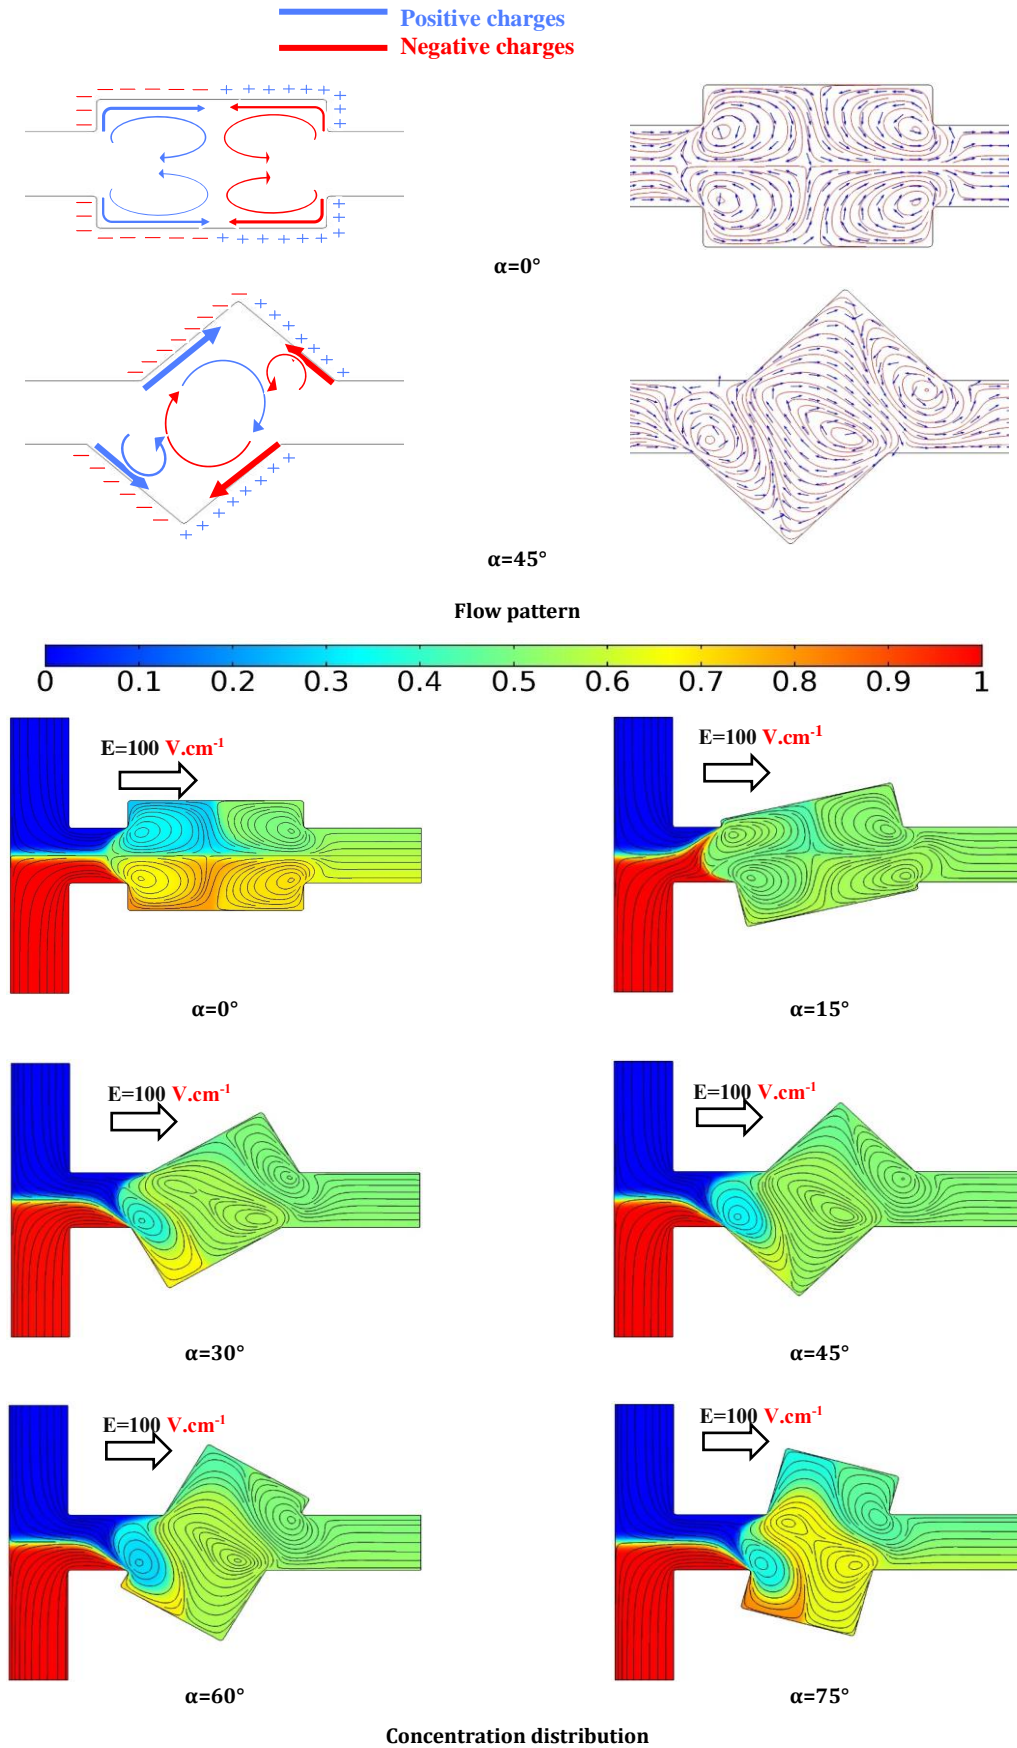 Positive charges
Negative charges
α=0°
α=45°
Flow pattern
0 0.1 0.2 0.3 0.4 0.5 0.6 0.7 0.8 0.9 1
E=100 V.cm⁻¹
E=100 V.cm⁻¹
α=0°
α=15°
E=100 V.cm⁻¹
E=100 V.cm⁻¹
α=30°
α=45°
E=100 V.cm⁻¹
E=100 V.cm⁻¹
α=60°
α=75°
Concentration distribution